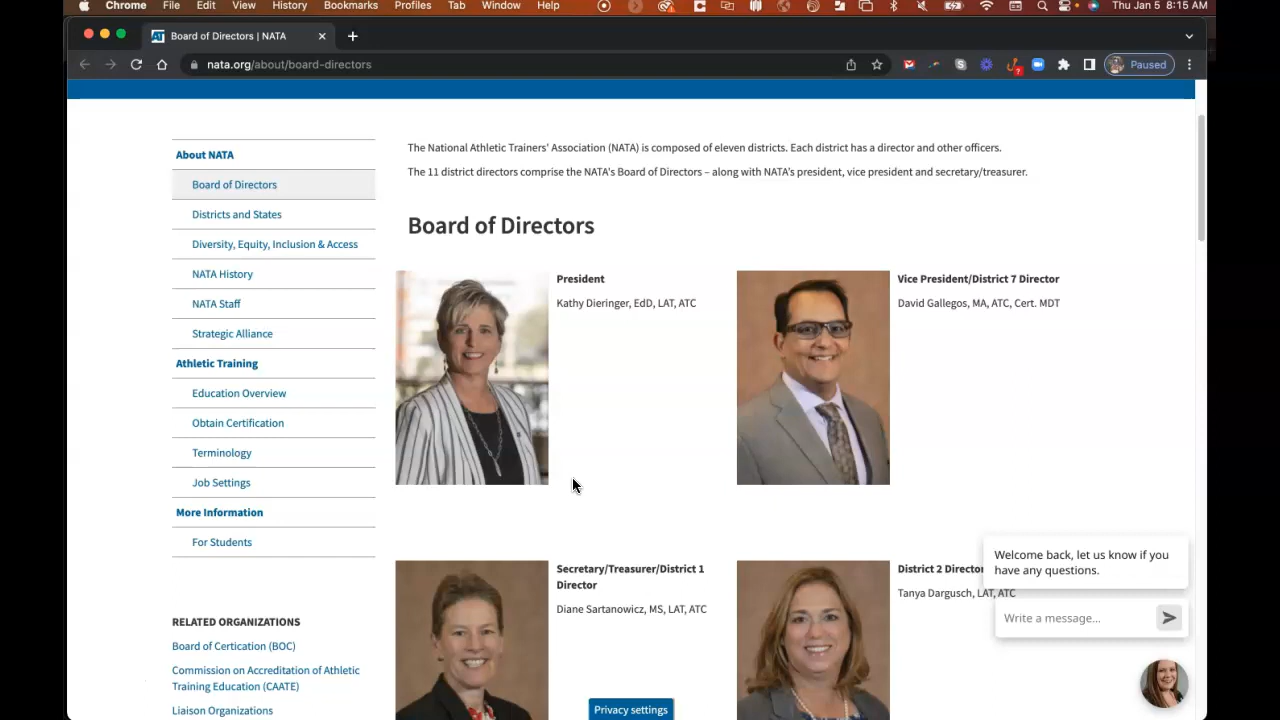 Chrome File Edit View History Bookmarks Profiles Tab Window Help Thu Jan 5 8:15 AM
Board of Directors | NATA
nata.org/about/board-directors Paused
The National Athletic Trainers' Association (NATA) is composed of eleven districts. Each district has a director and other officers.
The 11 district directors comprise the NATA's Board of Directors – along with NATA's president, vice president and secretary/treasurer.
About NATA
Board of Directors
Districts and States
Diversity, Equity, Inclusion & Access
NATA History
NATA Staff
Strategic Alliance
Athletic Training
Education Overview
Obtain Certification
Terminology
Job Settings
More Information
For Students
RELATED ORGANIZATIONS
Board of Certication (BOC)
Commission on Accreditation of Athletic
Training Education (CAATE)
Liaison Organizations
Board of Directors
President
Kathy Dieringer, EdD, LAT, ATC
Vice President/District 7 Director
David Gallegos, MA, ATC, Cert. MDT
Secretary/Treasurer/District 1
Director
Diane Sartanowicz, MS, LAT, ATC
District 2 Director
Tanya Dargusch, LAT, ATC
Welcome back, let us know if you
have any questions.
Write a message...
Privacy settings